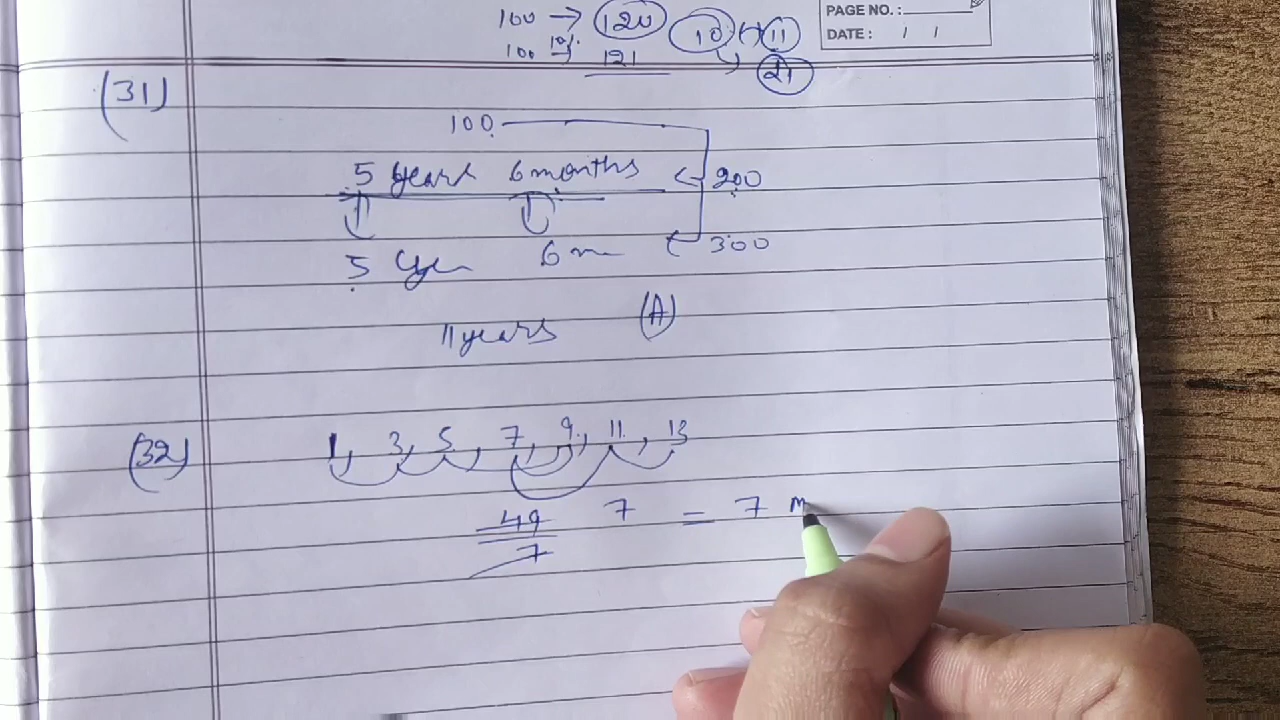 100 → 120 10 ↔ 11
PAGE NO.:
100 10% → 121
DATE : / /
21
(31)
100
5 years 6 months 200
5 6 m 300
11 years (A)
(32) 1, 3, 5, 7, 9, 11, 13
49 7 = 7 m
7